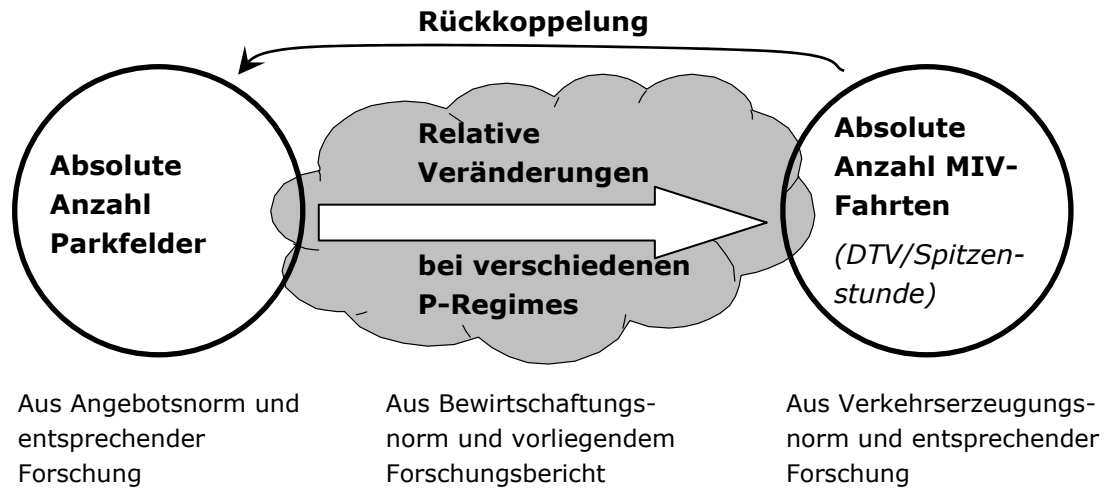 Rückkoppelung
Absolute
Anzahl
Parkfelder
Relative
Veränderungen
bei verschiedenen
P-Regimes
Absolute
Anzahl MIV-
Fahrten
(DTV/Spitzen-
stunde)
Aus Angebotsnorm und
entsprechender
Forschung
Aus Bewirtschaftungs-
norm und vorliegendem
Forschungsbericht
Aus Verkehrserzeugungs-
norm und entsprechender
Forschung